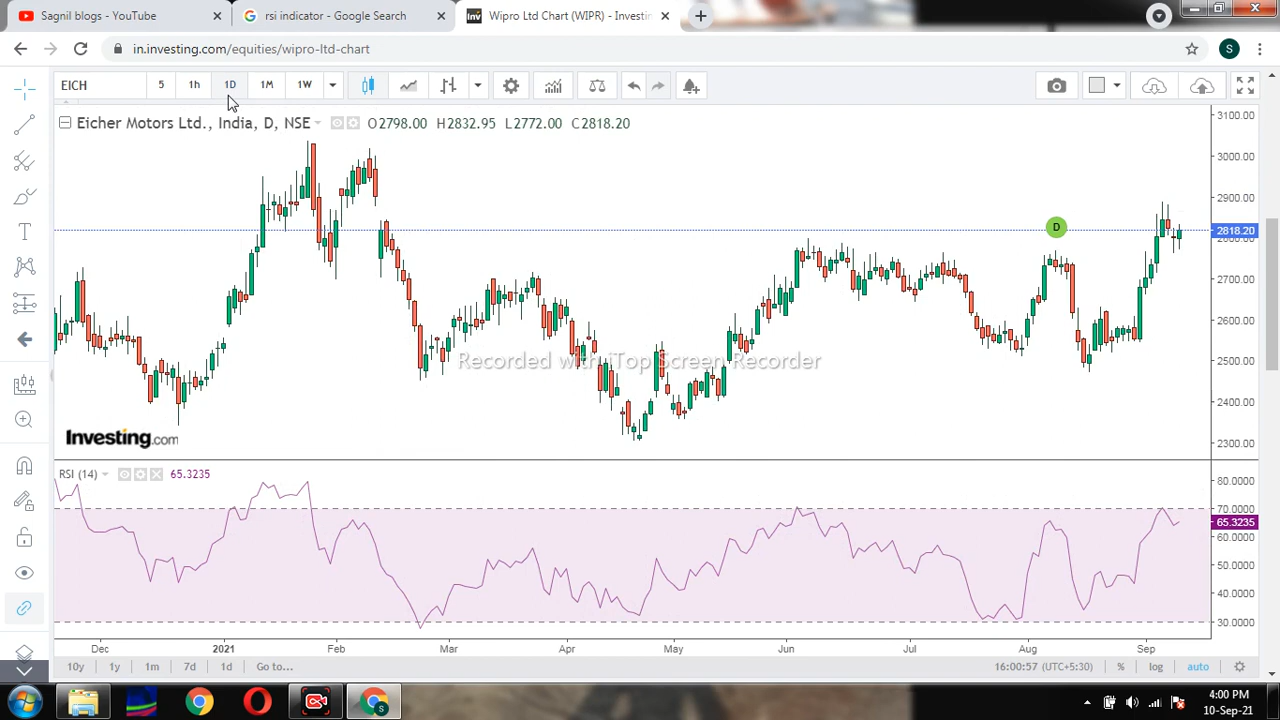 Sagnil blogs - YouTube
rsi indicator - Google Search
Wipro Ltd Chart (WIPR) - Investin
in.investing.com/equities/wipro-ltd-chart
S
EICH 5 1h 1D 1M 1W
Eicher Motors Ltd., India, D, NSE O2798.00 H2832.95 L2772.00 C2818.20
3100.00
3000.00
2900.00
D
2818.20
2800.00
2700.00
2600.00
2500.00
2400.00
2300.00
Recorded with iTop Screen Recorder
Investing.com
RSI (14) 65.3235
80.0000
70.0000
65.3235
60.0000
50.0000
40.0000
30.0000
Dec 2021 Feb Mar Apr May Jun Jul Aug Sep
10y 1y 1m 7d 1d Go to... 16:00:57 (UTC+5:30) % log auto
4:00 PM
10-Sep-21